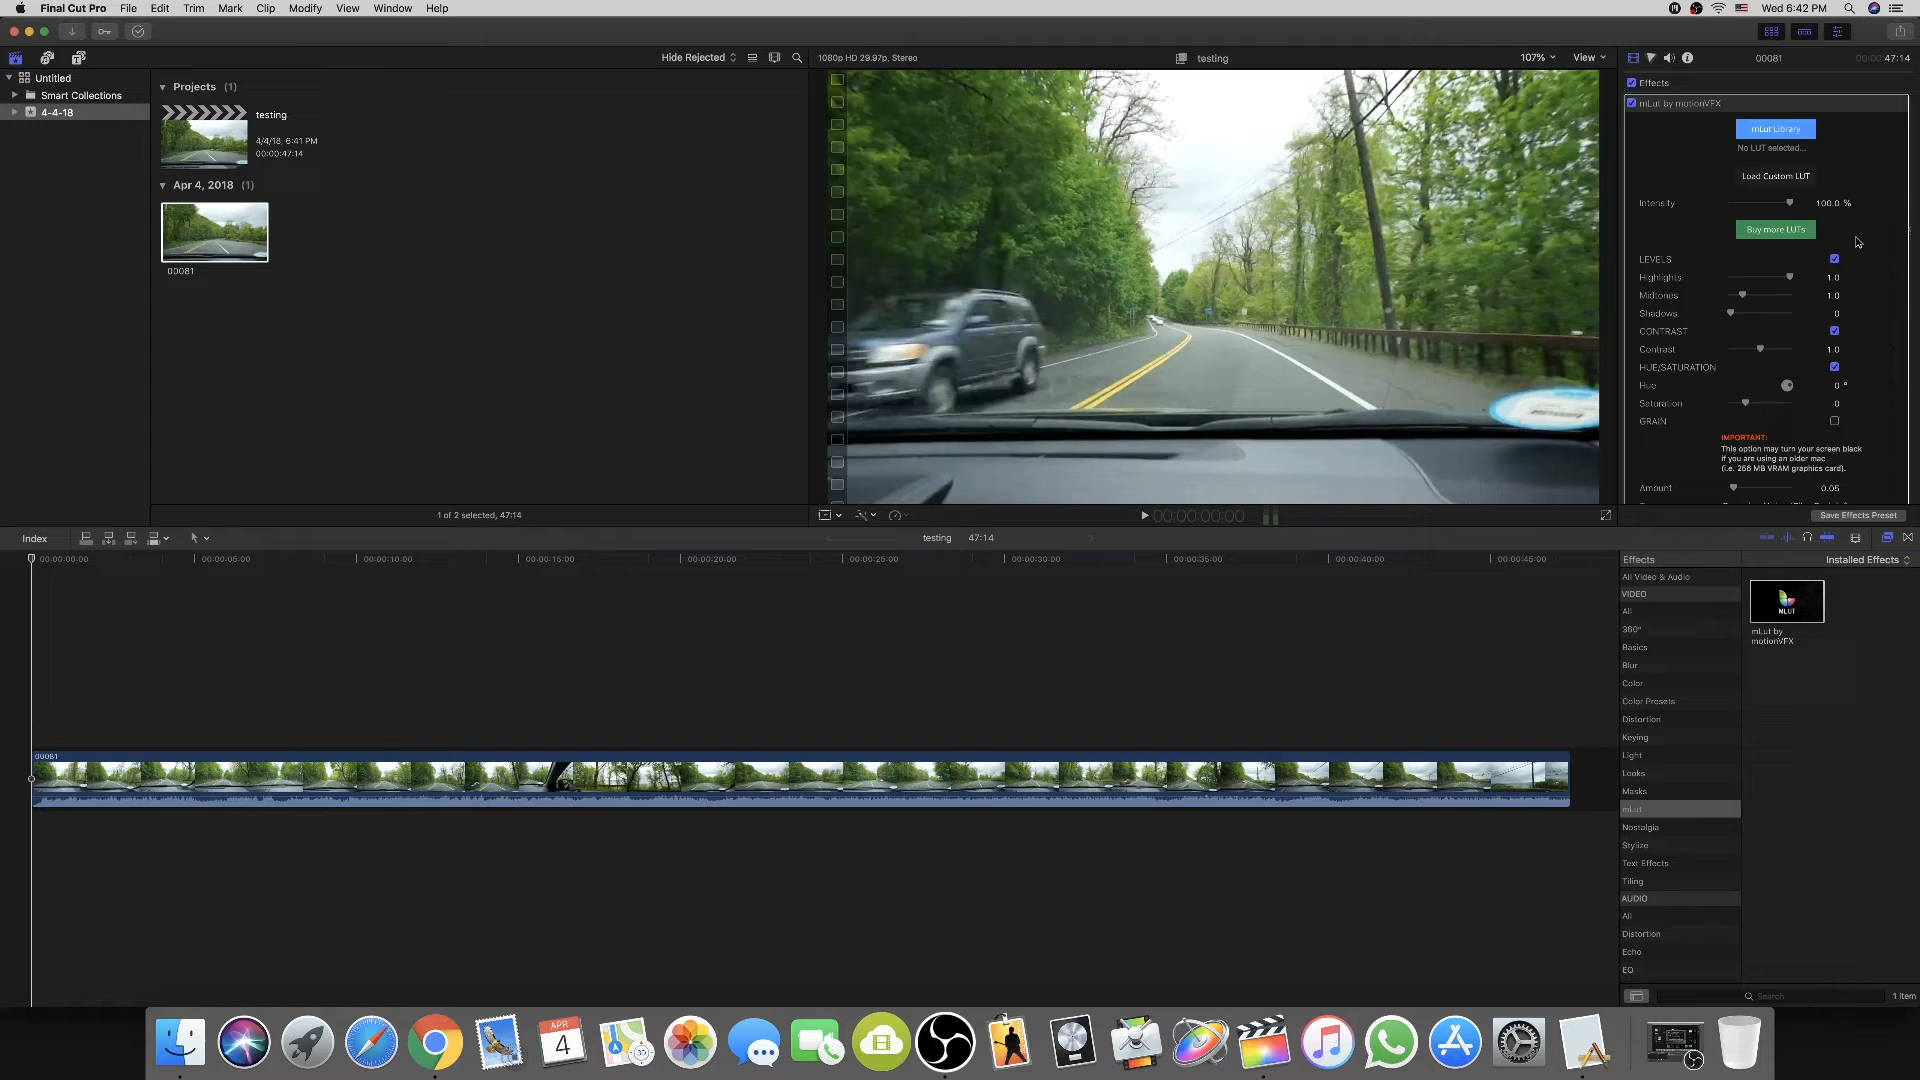 Final Cut Pro File Edit Trim Mark Clip Modify View Window Help
Wed 6:42 PM
Hide Rejected
1080p HD 29.97p, Stereo
testing
107%
View
00081
00:00:47:14
Untitled
Smart Collections
4-4-18
Projects (1)
testing
4/4/18, 6:41 PM
00:00:47:14
Apr 4, 2018 (1)
00081
1 of 2 selected, 47:14
00:00:00:00
Effects
mLut by motionVFX
mLut Library
No LUT selected...
Load Custom LUT
Intensity 100.0 %
Buy more LUTs
LEVELS
Highlights 1.0
Midtones 1.0
Shadows 0
CONTRAST
Contrast 1.0
HUE/SATURATION
Hue 0 °
Saturation 0
GRAIN
IMPORTANT:
This option may turn your screen black
if you are using an older mac
(i.e. 256 MB VRAM graphics card).
Amount 0.05
Save Effects Preset
Index
testing 47:14
00:00:00:00 00:00:05:00 00:00:10:00 00:00:15:00 00:00:20:00 00:00:25:00 00:00:30:00 00:00:35:00 00:00:40:00 00:00:45:00
00081
Effects
Installed Effects
All Video & Audio
VIDEO
All
360°
Basics
Blur
Color
Color Presets
Distortion
Keying
Light
Looks
Masks
mLut
Nostalgia
Stylize
Text Effects
Tiling
AUDIO
All
Distortion
Echo
EQ
MLUT
mLut by
motionVFX
Search
1 Item
APR
4
3D